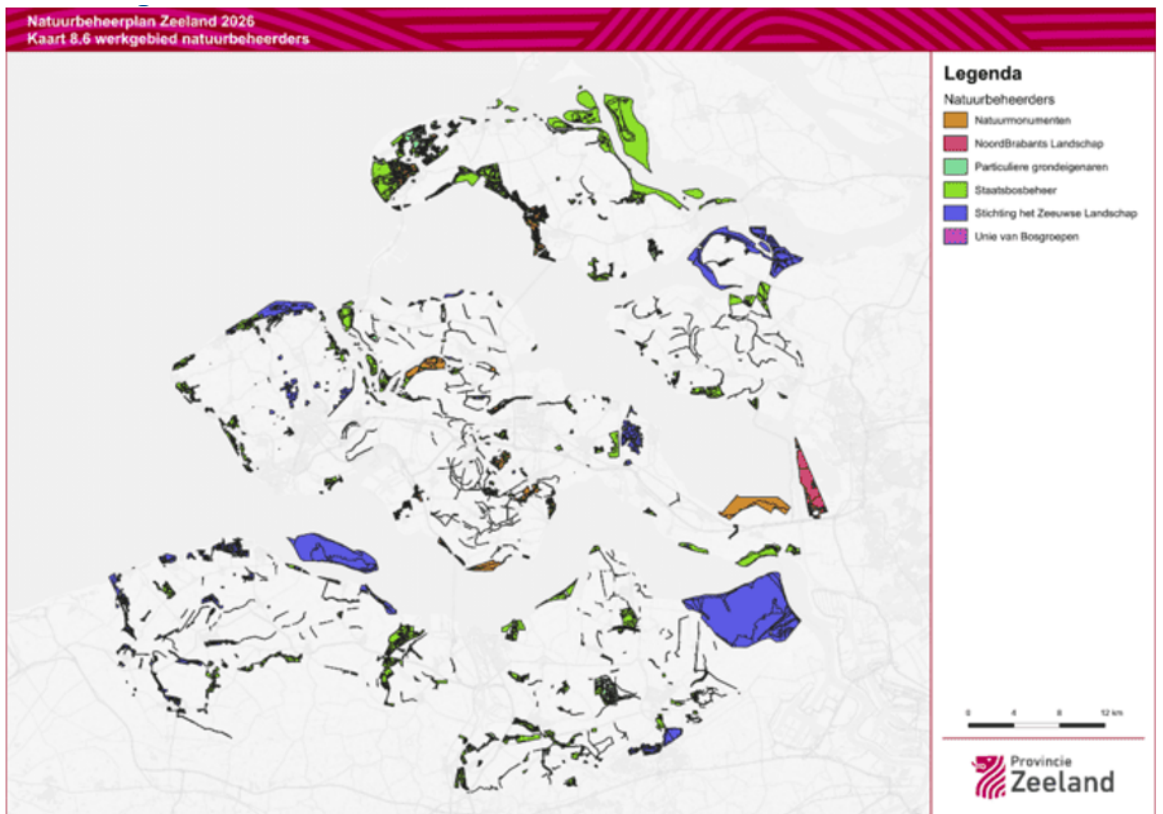 Natuurbeheerplan Zeeland 2026
Kaart 8.6 werkgebied natuurbeheerders
Legenda
Natuurbeheerders
Natuurmonumenten
NoordBrabants Landschap
Particuliere grondeigenaren
Staatsbosbeheer
Stichting het Zeeuwse Landschap
Unie van Bosgroepen
0 4 8 12 km
Provincie
Zeeland